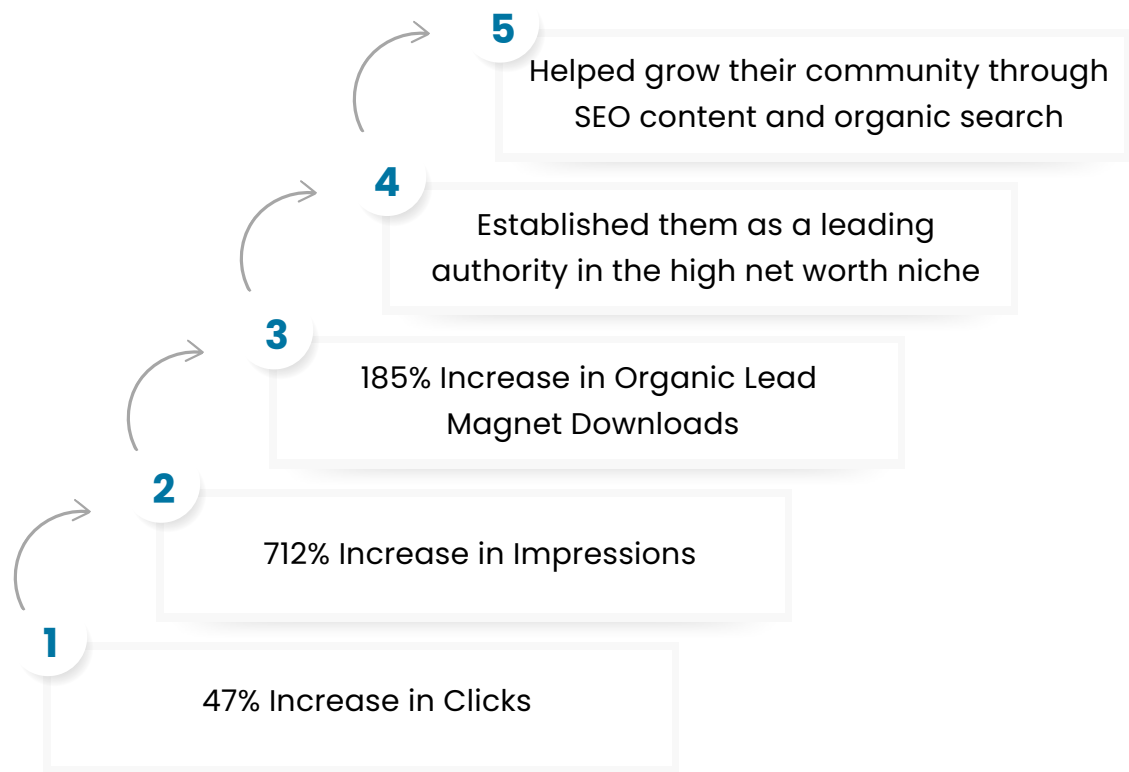 5
Helped grow their community through
SEO content and organic search
4
Established them as a leading
authority in the high net worth niche
3
185% Increase in Organic Lead
Magnet Downloads
2
712% Increase in Impressions
1
47% Increase in Clicks